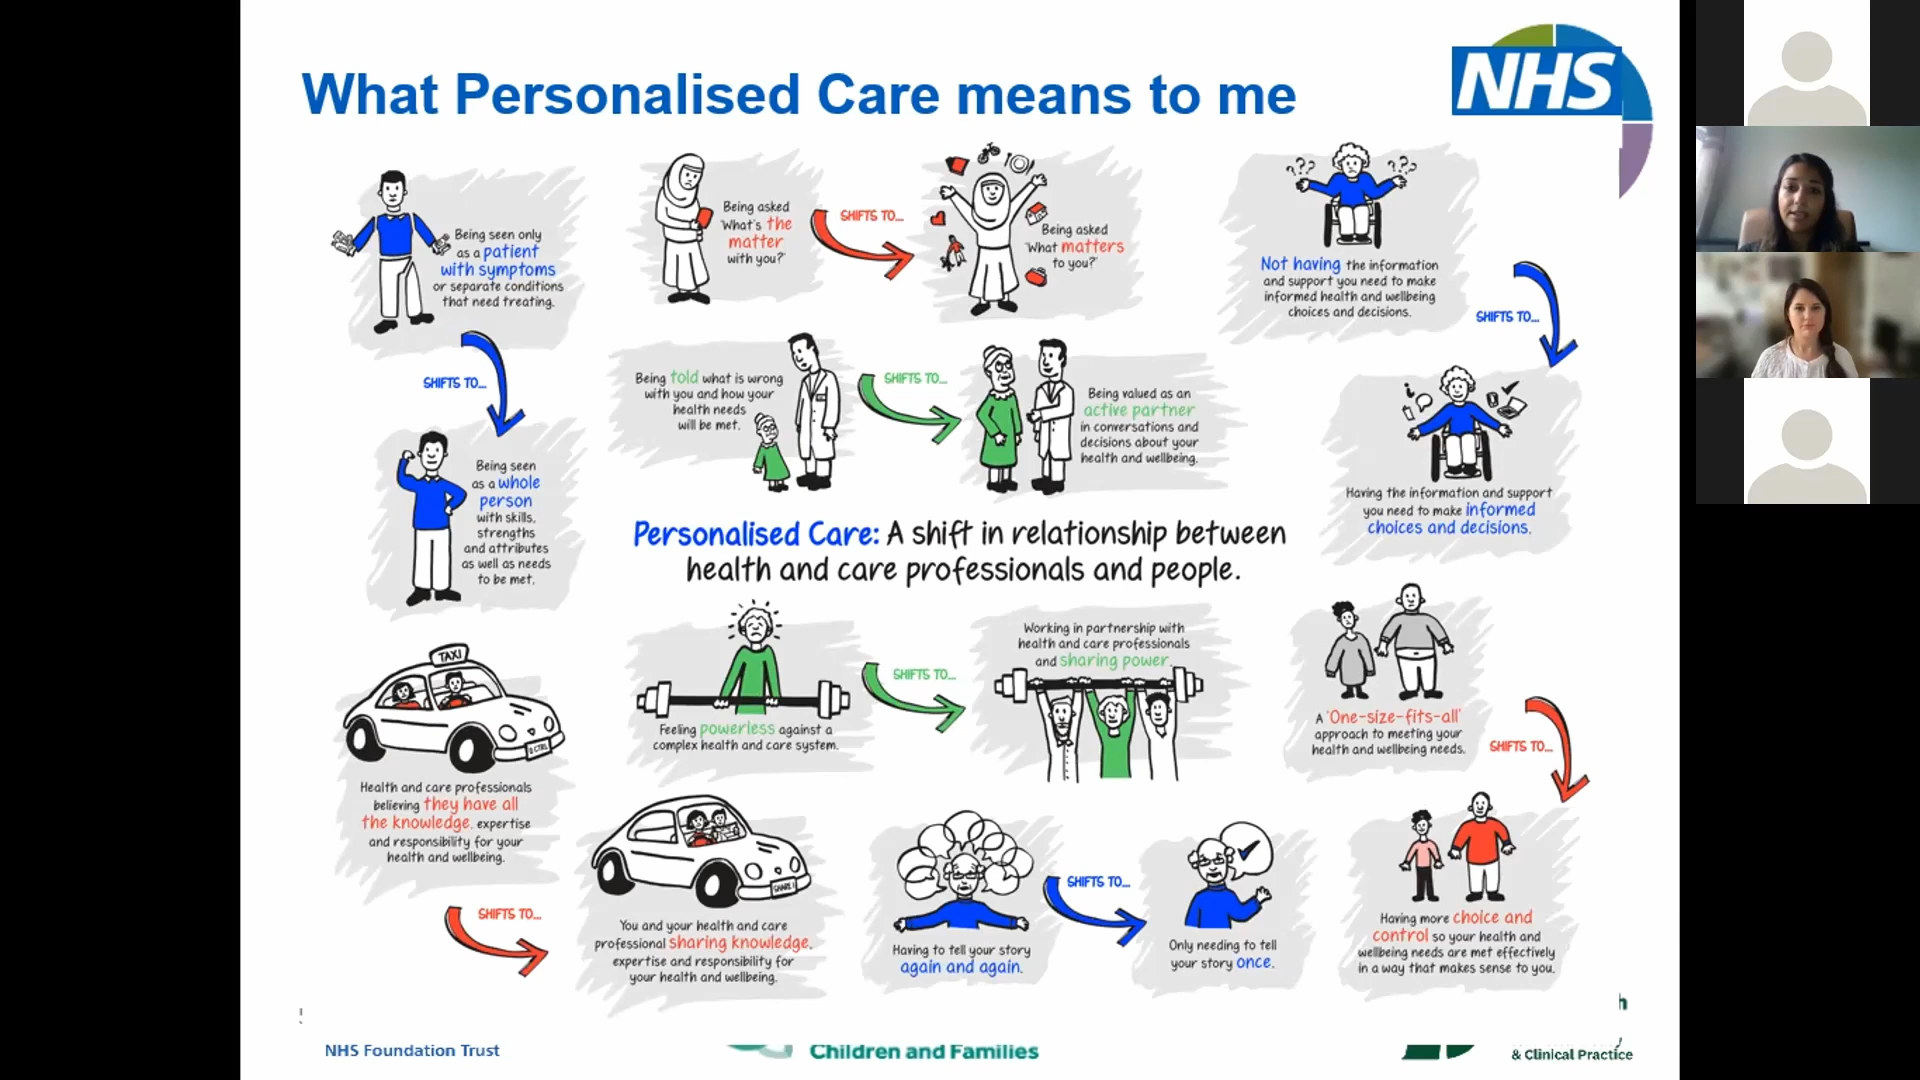 What Personalised Care means to me
NHS
Being seen only
as a patient
with symptoms
or separate conditions
that need treating.
SHIFTS TO...
Being seen
as a whole
person
with skills,
strengths
and attributes
as well as needs
to be met.
Being asked
'What's the
matter
with you?'
SHIFTS TO...
Being asked
'What matters
to you?'
??? ???
Not having the information
and support you need to make
informed health and wellbeing
choices and decisions.
SHIFTS TO...
Having the information and support
you need to make informed
choices and decisions.
Being told what is wrong
with you and how your
health needs
will be met.
SHIFTS TO...
Being valued as an
active partner
in conversations and
decisions about your
health and wellbeing.
Personalised Care: A shift in relationship between
health and care professionals and people.
Feeling powerless against a
complex health and care system.
SHIFTS TO...
Working in partnership with
health and care professionals
and sharing power.
A 'One-size-fits-all'
approach to meeting your
health and wellbeing needs.
SHIFTS TO...
Having more choice and
control so your health and
wellbeing needs are met effectively
in a way that makes sense to you.
TAXI
Health and care professionals
believing they have all
the knowledge, expertise
and responsibility for your
health and wellbeing.
SHIFTS TO...
You and your health and care
professional sharing knowledge,
expertise and responsibility for
your health and wellbeing.
Having to tell your story
again and again.
SHIFTS TO...
Only needing to tell
your story once.
NHS Foundation Trust
Children and Families
& Clinical Practice